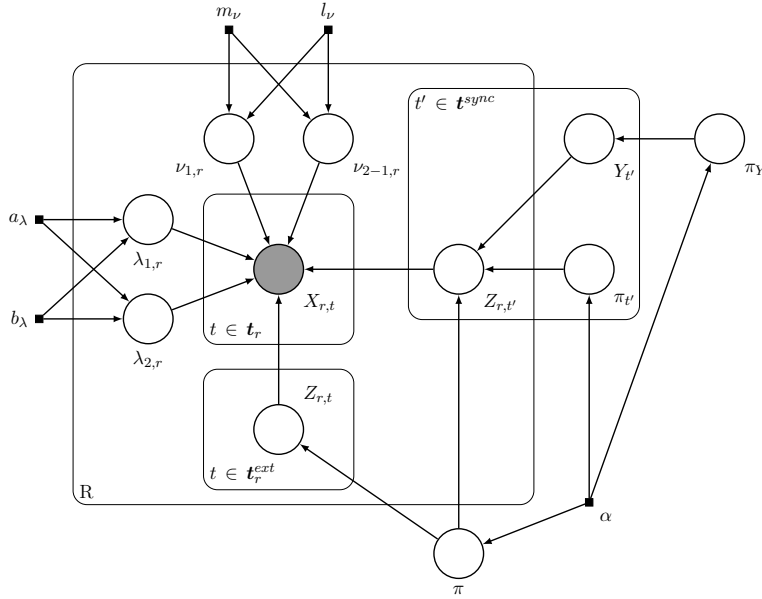 m_ν
l_ν
t′ ∈ t^{sync}
ν_{1,r}
ν_{2−1,r}
Y_{t′}
π_Y
a_λ
λ_{1,r}
X_{r,t}
Z_{r,t′}
π_{t′}
b_λ
t ∈ t_r
λ_{2,r}
Z_{r,t}
t ∈ t_r^{ext}
R
α
π